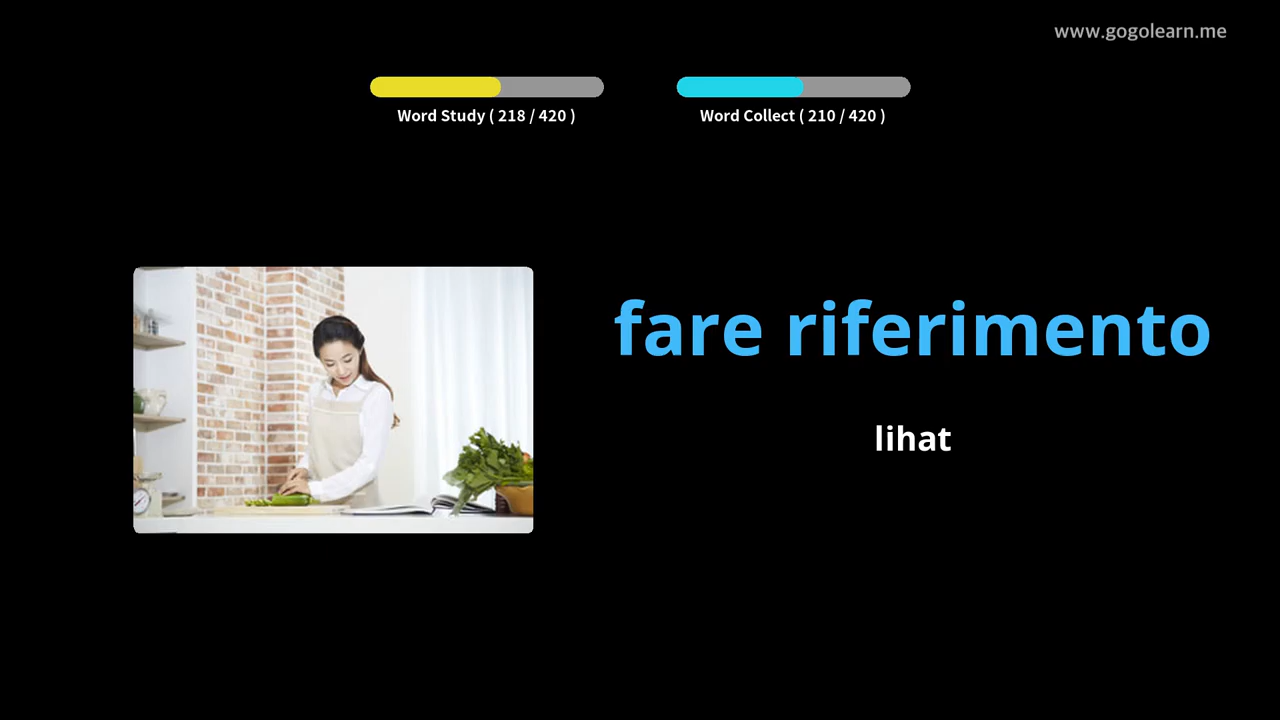 www.gogolearn.me
Word Study ( 218 / 420 )
Word Collect ( 210 / 420 )
fare riferimento
lihat